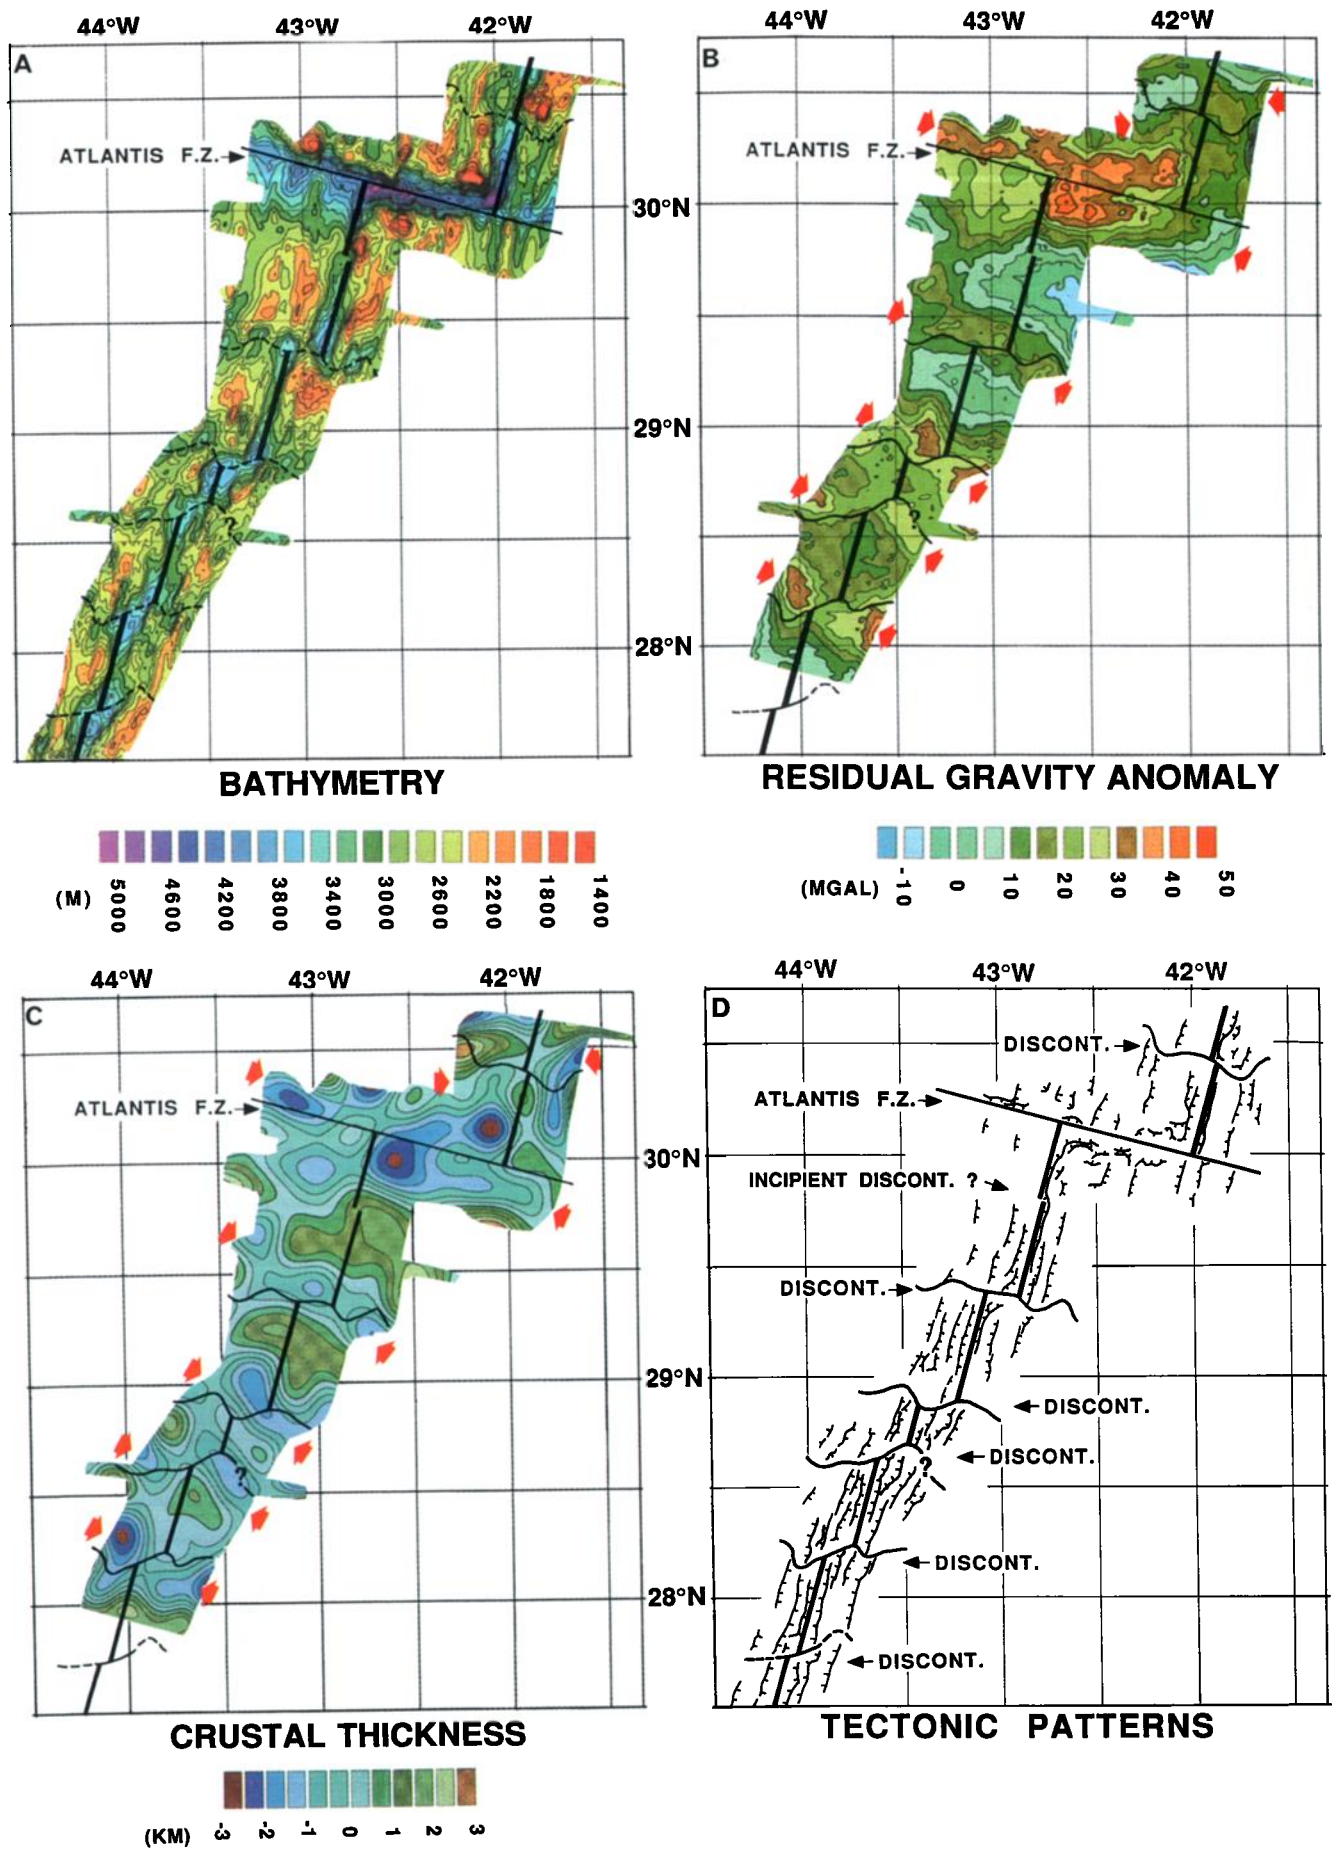 44°W 43°W 42°W
A
ATLANTIS F.Z.
BATHYMETRY
5000 4600 4200 3800 3400 3000 2600 2200 1800 1400
(M)
44°W 43°W 42°W
B
ATLANTIS F.Z.
30°N
29°N
28°N
?
?
RESIDUAL GRAVITY ANOMALY
-10 0 10 20 30 40 50
(MGAL)
44°W 43°W 42°W
C
ATLANTIS F.Z.
30°N
29°N
28°N
?
CRUSTAL THICKNESS
-3 -2 -1 0 1 2 3
(KM)
44°W 43°W 42°W
D
DISCONT.
ATLANTIS F.Z.
INCIPIENT DISCONT. ?
DISCONT.
DISCONT.
DISCONT.
?
DISCONT.
DISCONT.
TECTONIC PATTERNS